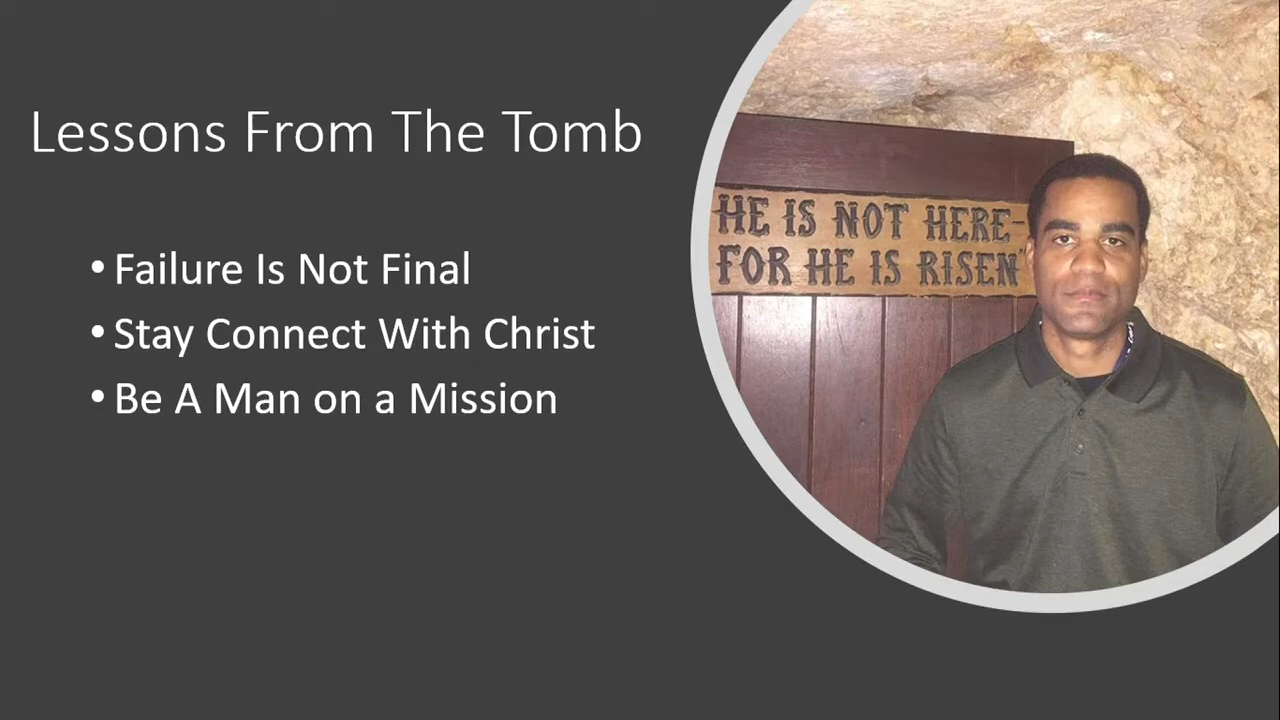 Lessons From The Tomb
• Failure Is Not Final
• Stay Connect With Christ
• Be A Man on a Mission
HE IS NOT HERE-
FOR HE IS RISEN"